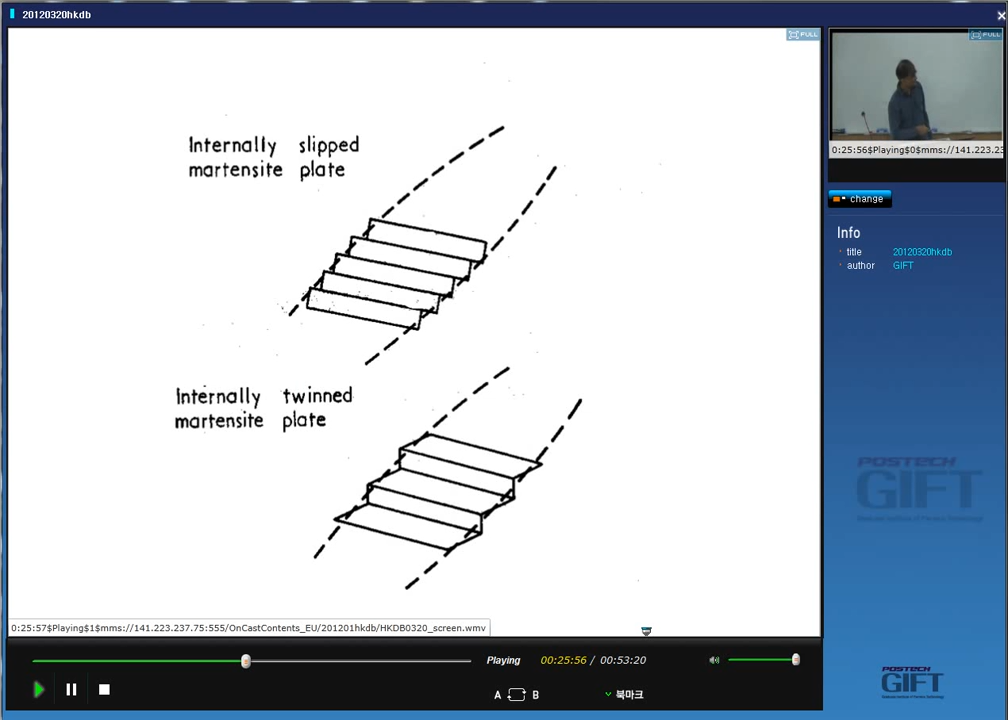 20120320hkdb
FULL
FULL
Internally slipped
martensite plate
Internally twinned
martensite plate
0:25:56$Playing$0$mms://141.223.23
change
Info
title 20120320hkdb
author GIFT
POSTECH
GIFT
0:25:57$Playing$1$mms://141.223.237.75:555/OnCastContents_EU/201201hkdb/HKDB0320_screen.wmv
Playing 00:25:56 / 00:53:20
A B 북마크
POSTECH
GIFT